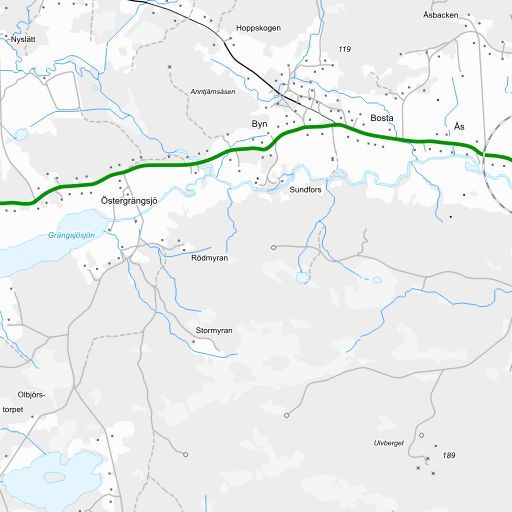 Åsbacken
Hoppskogen
Nyslätt
119
Anntjärnsåsen
Bosta
Byn
Ås
Sundfors
Östergrängsjö
Grängsjösjön
Rödmyran
Stormyran
Olbjörs-
torpet
Ulvberget
189